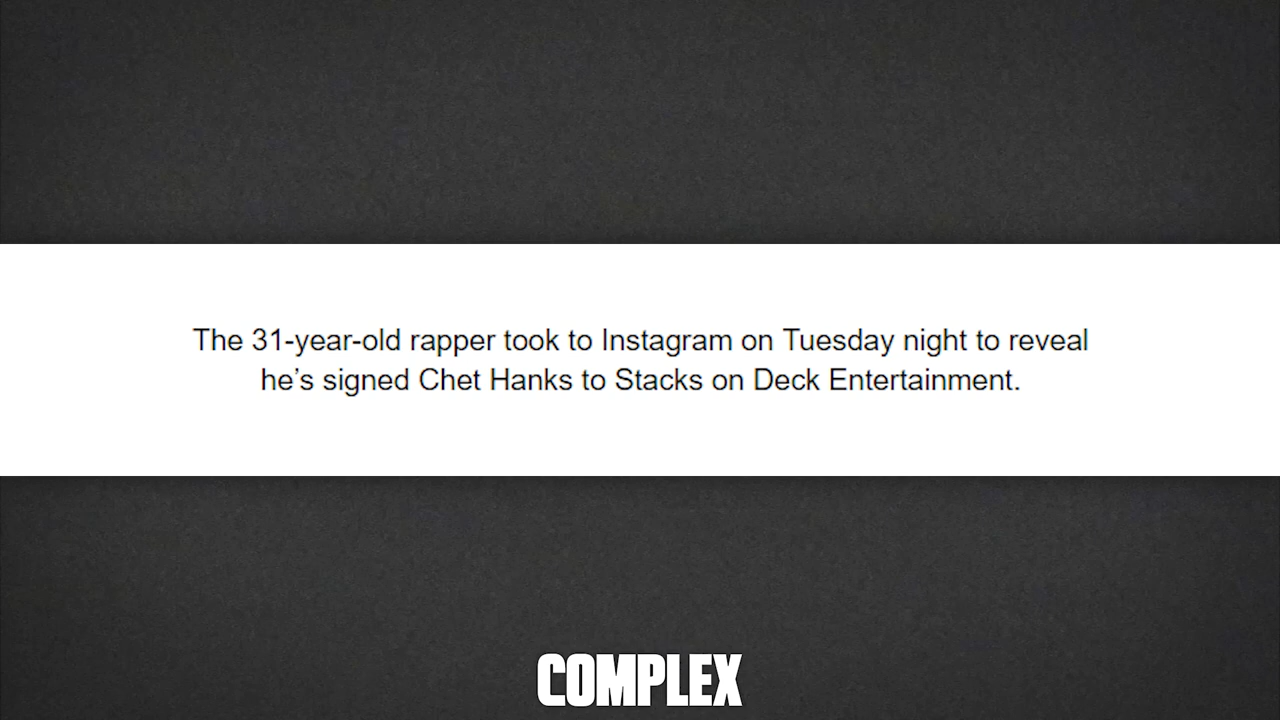 The 31-year-old rapper took to Instagram on Tuesday night to reveal
he’s signed Chet Hanks to Stacks on Deck Entertainment.
COMPLEX